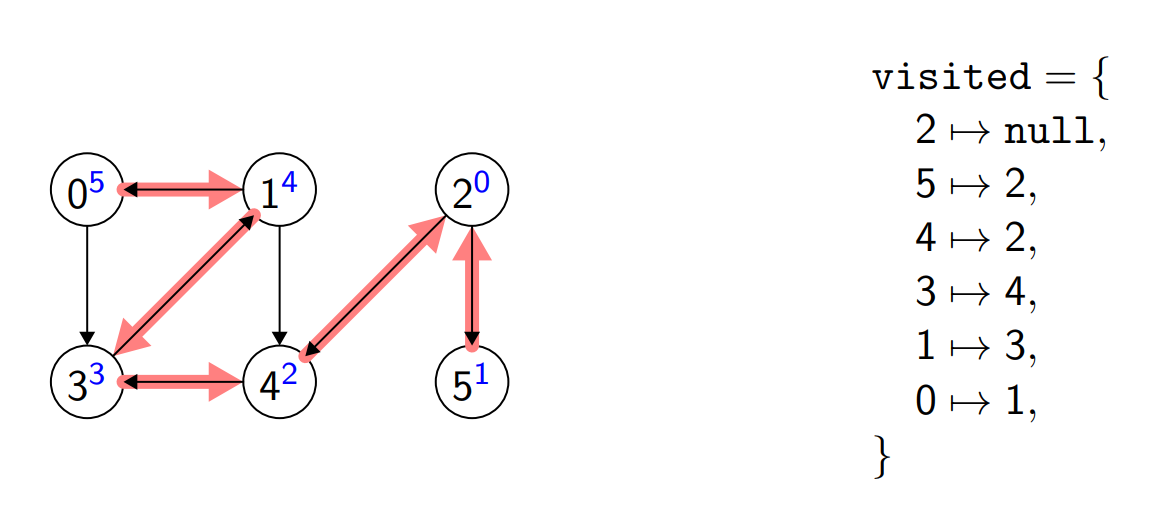 0⁵ 1⁴ 2⁰
3³ 4² 5¹
visited = {
2 ↦ null,
5 ↦ 2,
4 ↦ 2,
3 ↦ 4,
1 ↦ 3,
0 ↦ 1,
}